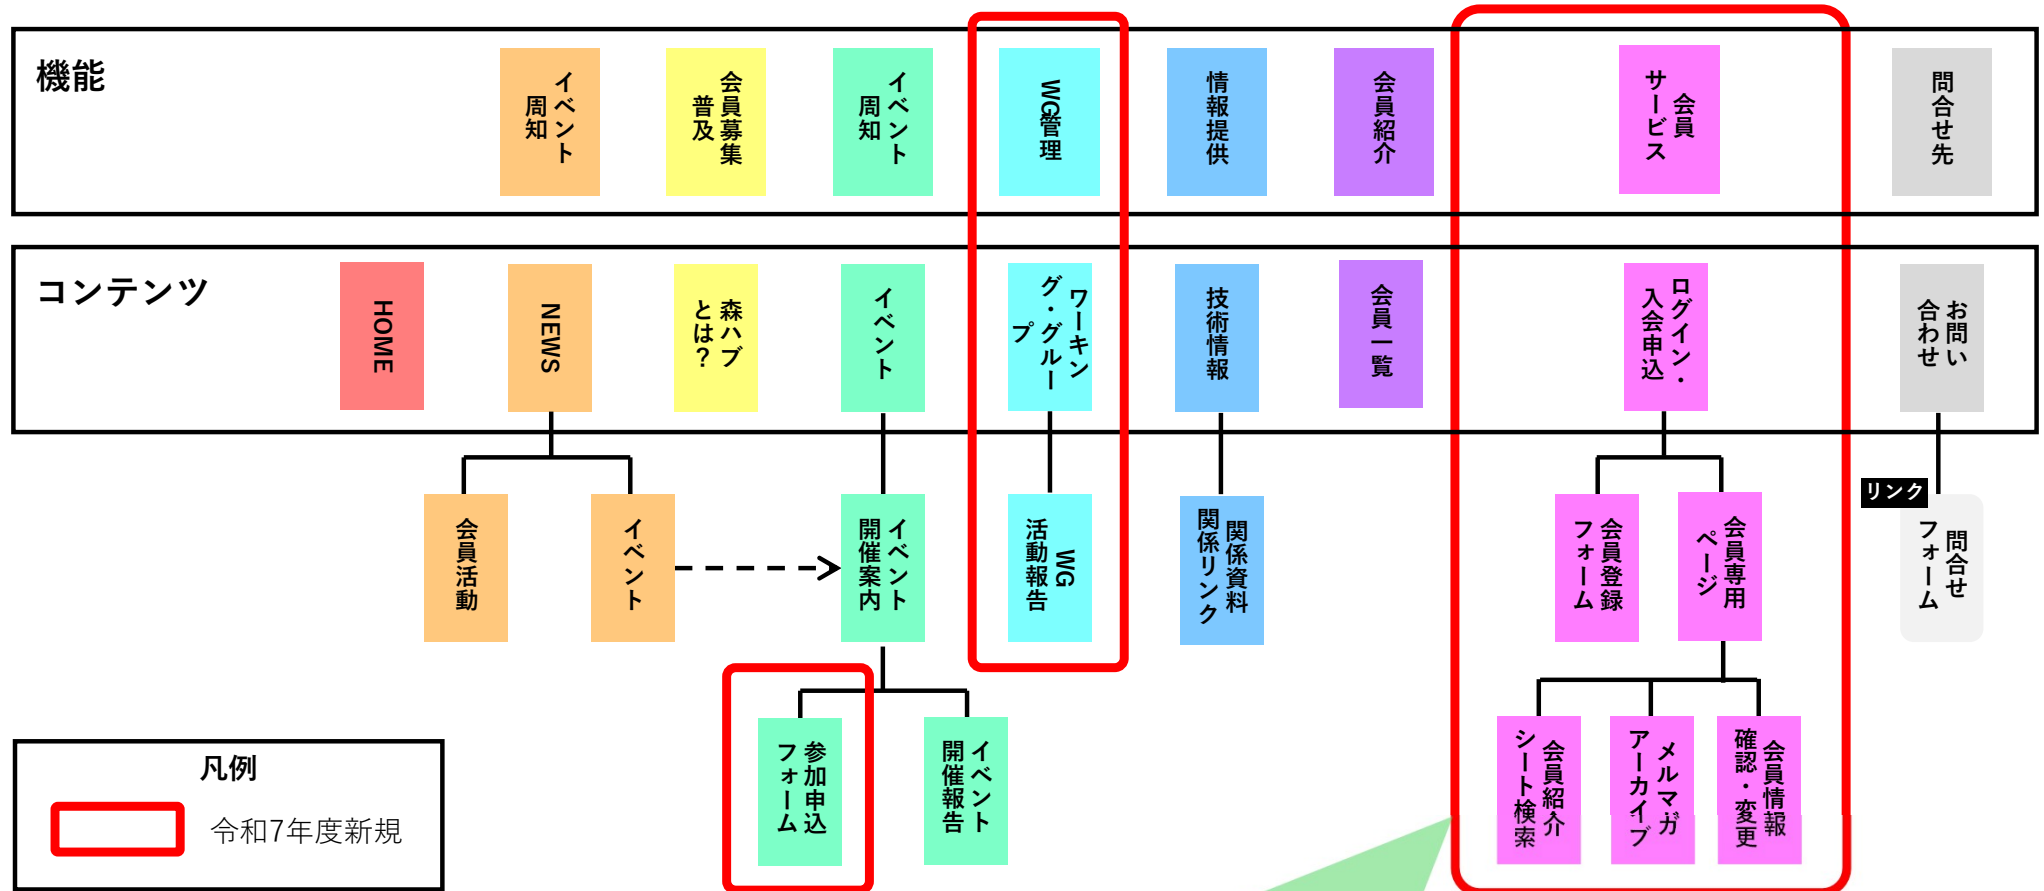 機能
イベント
周知
会員募集
普及
イベント
周知
WG管理
情報提供
会員紹介
会員
サービス
問合せ先
コンテンツ
HOME
NEWS
森ハブ
とは？
イベント
ワーキン
グ・グルー
プ
技術情報
会員一覧
ログイン・
入会申込
お問い
合わせ
会員活動
イベント
イベント
開催案内
WG
活動報告
関係資料
関係リンク
会員登録
フォーム
会員専用
ページ
リンク
問合せ
フォーム
参加申込
フォーム
イベント
開催報告
会員紹介
シート検索
メルマガ
アーカイブ
会員情報
確認・変更
凡例
令和7年度新規